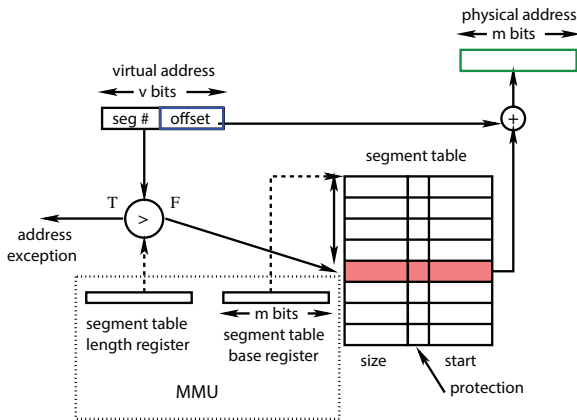 physical address
m bits
virtual address
v bits
seg #
offset
+
segment table
T
F
>
address
exception
m bits
segment table
length register
segment table
base register
MMU
size
start
protection